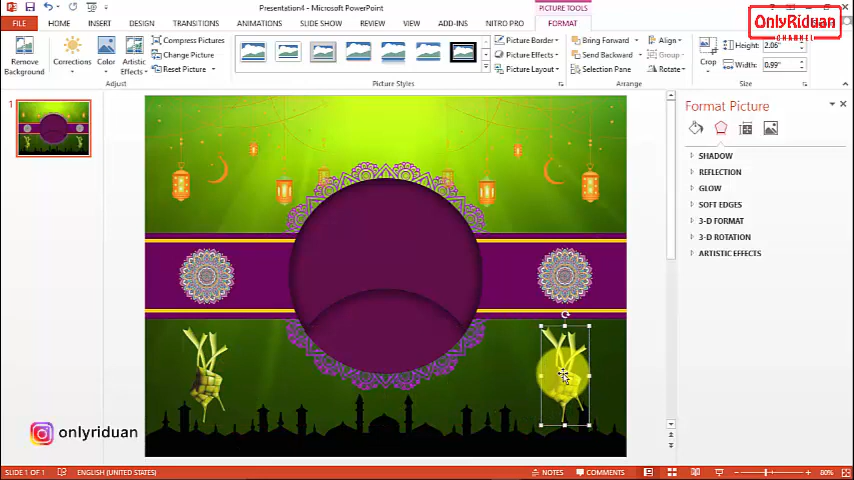 Presentation4 - Microsoft PowerPoint
PICTURE TOOLS
FILE HOME INSERT DESIGN TRANSITIONS ANIMATIONS SLIDE SHOW REVIEW VIEW ADD-INS NITRO PRO FORMAT
OnlyRiduan
CHANNEL
Remove Background
Corrections
Color
Artistic Effects
Compress Pictures
Change Picture
Reset Picture
Adjust
Picture Styles
Picture Border
Picture Effects
Picture Layout
Bring Forward
Send Backward
Selection Pane
Align
Group
Rotate
Arrange
Crop
Height: 2.06"
Width: 0.99"
Size
1
Format Picture
SHADOW
REFLECTION
GLOW
SOFT EDGES
3-D FORMAT
3-D ROTATION
ARTISTIC EFFECTS
onlyriduan
SLIDE 1 OF 1 ENGLISH (UNITED STATES) NOTES COMMENTS 80%